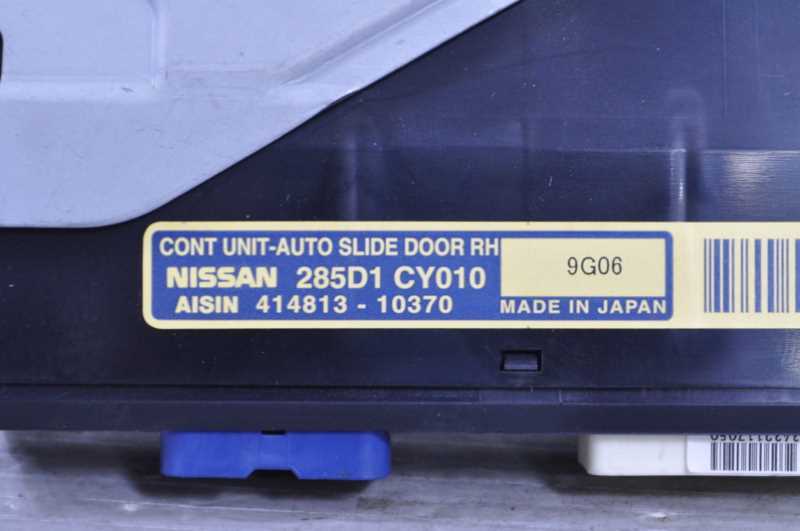 CONT UNIT-AUTO SLIDE DOOR RH
NISSAN 285D1 CY010
9G06
AISIN 414813 - 10370
MADE IN JAPAN